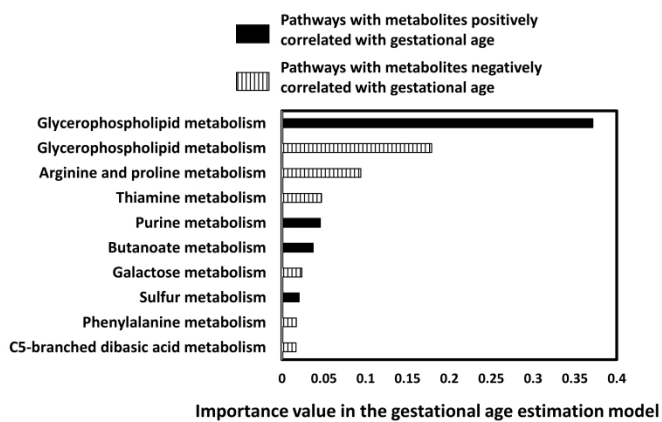 Pathways with metabolites positively
correlated with gestational age
Pathways with metabolites negatively
correlated with gestational age
Glycerophospholipid metabolism
Glycerophospholipid metabolism
Arginine and proline metabolism
Thiamine metabolism
Purine metabolism
Butanoate metabolism
Galactose metabolism
Sulfur metabolism
Phenylalanine metabolism
C5-branched dibasic acid metabolism
0 0.05 0.1 0.15 0.2 0.25 0.3 0.35 0.4
Importance value in the gestational age estimation model